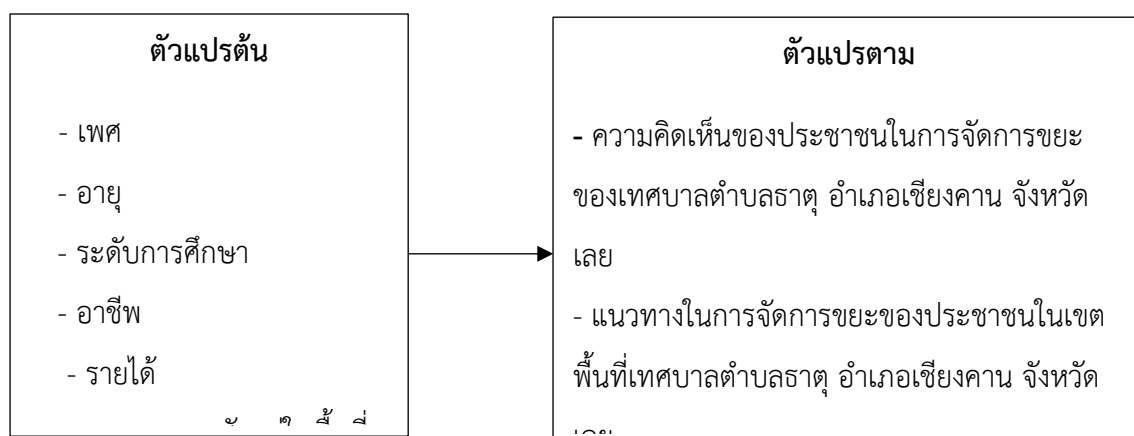 ตัวแปรต้น
- เพศ
- อายุ
- ระดับการศึกษา
- อาชีพ
- รายได้
ตัวแปรตาม
- ความคิดเห็นของประชาชนในการจัดการขยะ
ของเทศบาลตำบลธาตุ อำเภอเชียงคาน จังหวัด
เลย
- แนวทางในการจัดการขยะของประชาชนในเขต
พื้นที่เทศบาลตำบลธาตุ อำเภอเชียงคาน จังหวัด
เลย